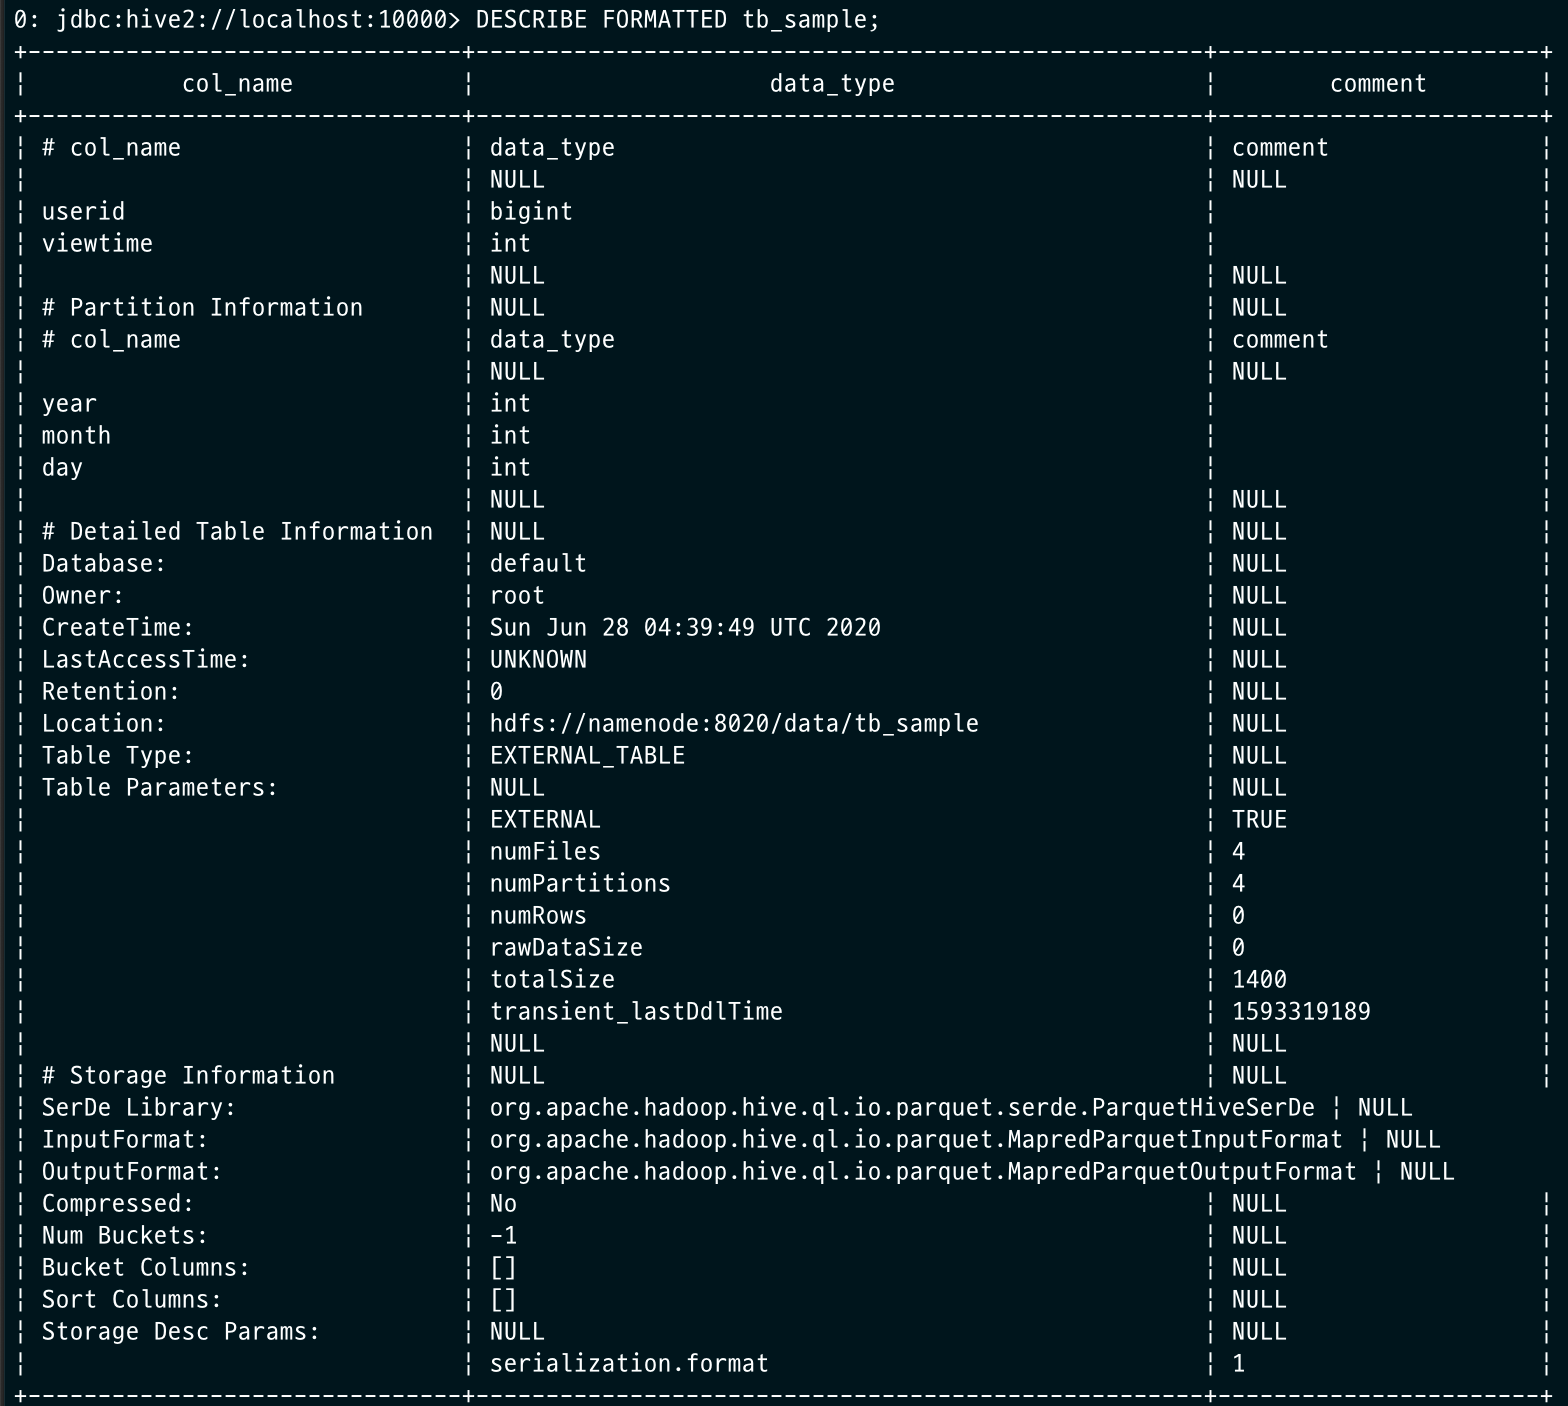 0: jdbc:hive2://localhost:10000> DESCRIBE FORMATTED tb_sample;
+-------------------------------+-----------------------------------------------------+-----------------------+
¦ col_name ¦ data_type ¦ comment ¦
+-------------------------------+-----------------------------------------------------+-----------------------+
¦ # col_name ¦ data_type ¦ comment ¦
¦ ¦ NULL ¦ NULL ¦
¦ userid ¦ bigint ¦ ¦
¦ viewtime ¦ int ¦ ¦
¦ ¦ NULL ¦ NULL ¦
¦ # Partition Information ¦ NULL ¦ NULL ¦
¦ # col_name ¦ data_type ¦ comment ¦
¦ ¦ NULL ¦ NULL ¦
¦ year ¦ int ¦ ¦
¦ month ¦ int ¦ ¦
¦ day ¦ int ¦ ¦
¦ ¦ NULL ¦ NULL ¦
¦ # Detailed Table Information ¦ NULL ¦ NULL ¦
¦ Database: ¦ default ¦ NULL ¦
¦ Owner: ¦ root ¦ NULL ¦
¦ CreateTime: ¦ Sun Jun 28 04:39:49 UTC 2020 ¦ NULL ¦
¦ LastAccessTime: ¦ UNKNOWN ¦ NULL ¦
¦ Retention: ¦ 0 ¦ NULL ¦
¦ Location: ¦ hdfs://namenode:8020/data/tb_sample ¦ NULL ¦
¦ Table Type: ¦ EXTERNAL_TABLE ¦ NULL ¦
¦ Table Parameters: ¦ NULL ¦ NULL ¦
¦ ¦ EXTERNAL ¦ TRUE ¦
¦ ¦ numFiles ¦ 4 ¦
¦ ¦ numPartitions ¦ 4 ¦
¦ ¦ numRows ¦ 0 ¦
¦ ¦ rawDataSize ¦ 0 ¦
¦ ¦ totalSize ¦ 1400 ¦
¦ ¦ transient_lastDdlTime ¦ 1593319189 ¦
¦ ¦ NULL ¦ NULL ¦
¦ # Storage Information ¦ NULL ¦ NULL ¦
¦ SerDe Library: ¦ org.apache.hadoop.hive.ql.io.parquet.serde.ParquetHiveSerDe ¦ NULL
¦ InputFormat: ¦ org.apache.hadoop.hive.ql.io.parquet.MapredParquetInputFormat ¦ NULL
¦ OutputFormat: ¦ org.apache.hadoop.hive.ql.io.parquet.MapredParquetOutputFormat ¦ NULL
¦ Compressed: ¦ No ¦ NULL ¦
¦ Num Buckets: ¦ -1 ¦ NULL ¦
¦ Bucket Columns: ¦ [] ¦ NULL ¦
¦ Sort Columns: ¦ [] ¦ NULL ¦
¦ Storage Desc Params: ¦ NULL ¦ NULL ¦
¦ ¦ serialization.format ¦ 1 ¦
+-------------------------------+-----------------------------------------------------+-----------------------+